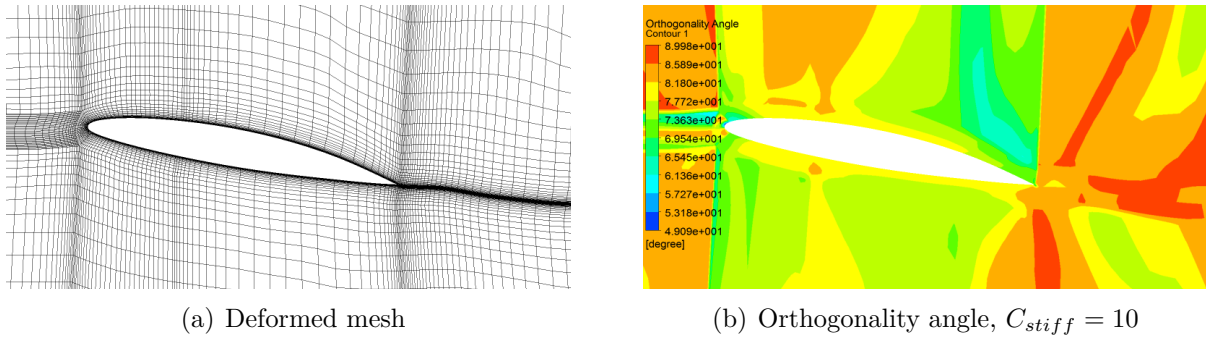 Orthogonality Angle
Contour 1
8.998e+001
8.589e+001
8.180e+001
7.772e+001
7.363e+001
6.954e+001
6.545e+001
6.136e+001
5.727e+001
5.318e+001
4.909e+001
[degree]
(a) Deformed mesh
(b) Orthogonality angle, $C_{stiff} = 10$